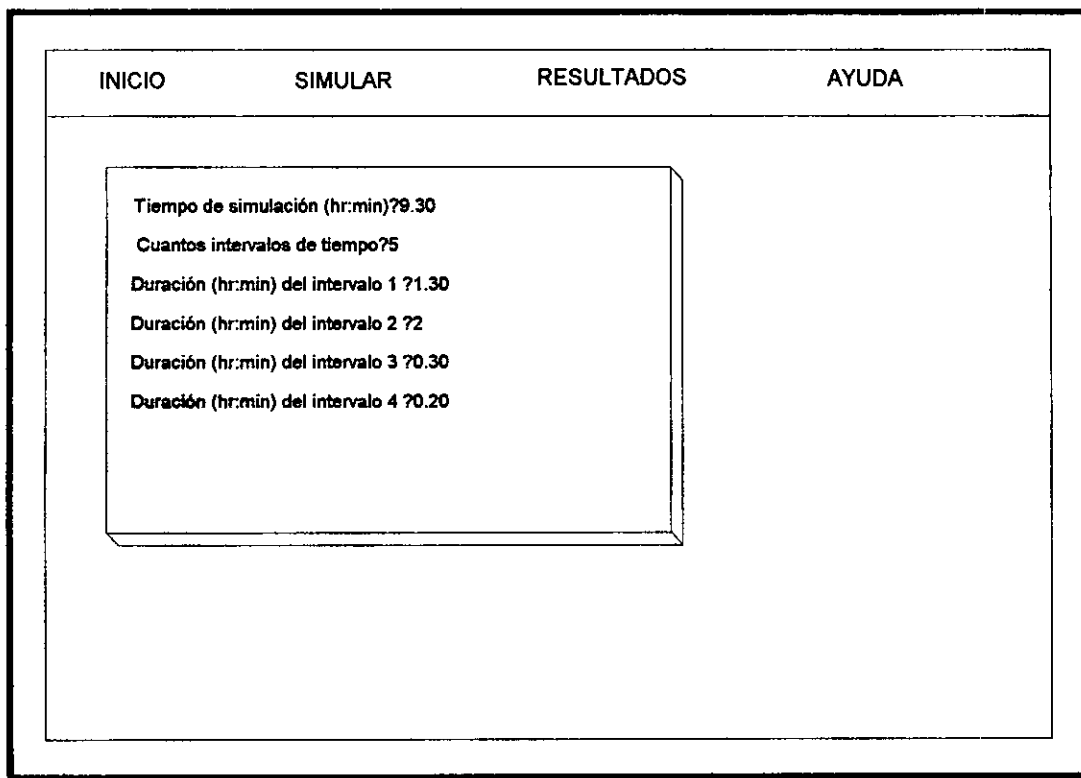 INICIO SIMULAR RESULTADOS AYUDA
Tiempo de simulación (hr:min)?9.30
Cuantos intervalos de tiempo?5
Duración (hr:min) del intervalo 1 ?1.30
Duración (hr:min) del intervalo 2 ?2
Duración (hr:min) del intervalo 3 ?0.30
Duración (hr:min) del intervalo 4 ?0.20